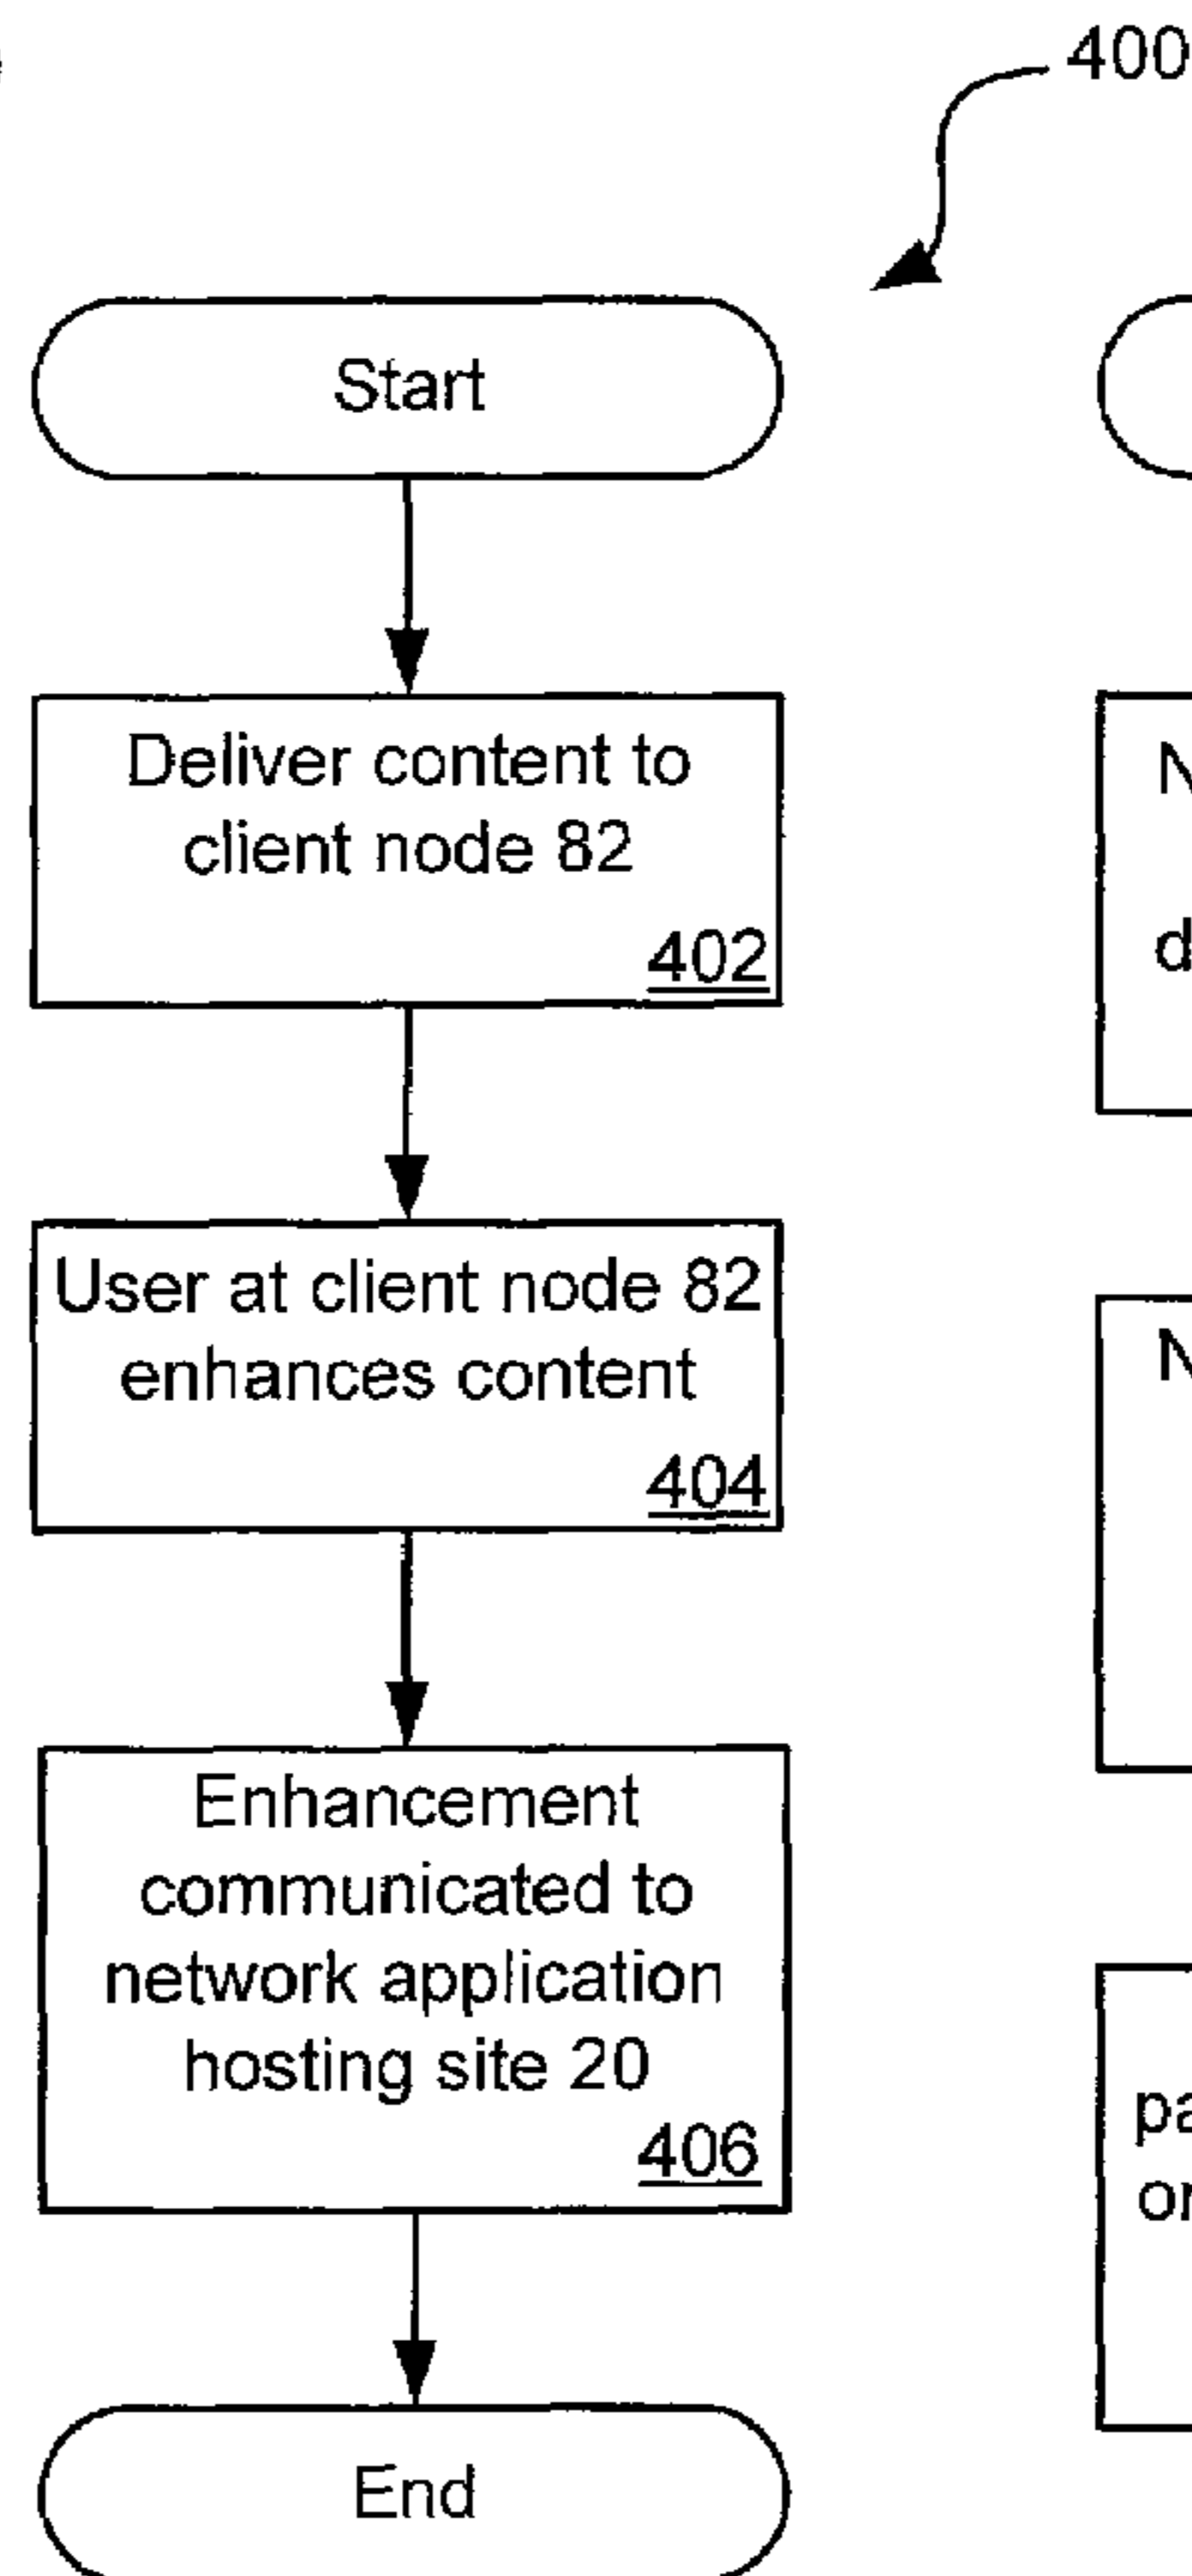 400
Start
Deliver content to
client node 82
402
User at client node 82
enhances content
404
Enhancement
communicated to
network application
hosting site 20
406
End